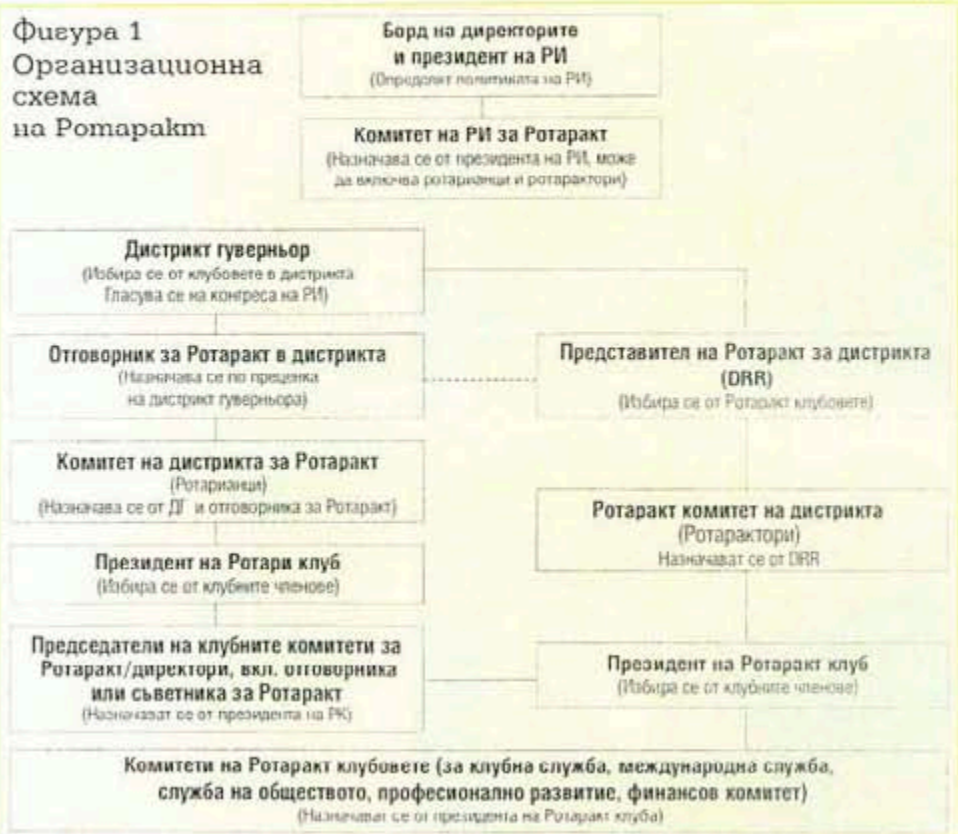 Фигура 1
Организационна
схема
на Ротаракт
Борд на директорите
и президент на РИ
(Определят политиката на РИ)
Комитет на РИ за Ротаракт
(Назначава се от президента на РИ, може
да включва ротарианци и ротарактори)
Дистрикт гуверньор
(Избира се от клубовете в дистрикта
Гласува се на конгреса на РИ)
Отговорник за Ротаракт в дистрикта
(Назначава се по преценка
на дистрикт гуверньора)
Представител на Ротаракт за дистрикта
(DRR)
(Избира се от Ротаракт клубовете)
Комитет на дистрикта за Ротаракт
(Ротарианци)
(Назначава се от ДГ и отговорника за Ротаракт)
Ротаракт комитет на дистрикта
(Ротарактори)
Назначават се от DRR
Президент на Ротари клуб
(Избира се от клубните членове)
Председатели на клубните комитети за
Ротаракт/директори, вкл. отговорника
или съветника за Ротаракт
(Назначават се от президента на РК)
Президент на Ротаракт клуб
(Избира се от клубните членове)
Комитети на Ротаракт клубовете (за клубна служба, международна служба,
служба на обществото, професионално развитие, финансов комитет)
(Назначават се от президента на Ротаракт клуба)